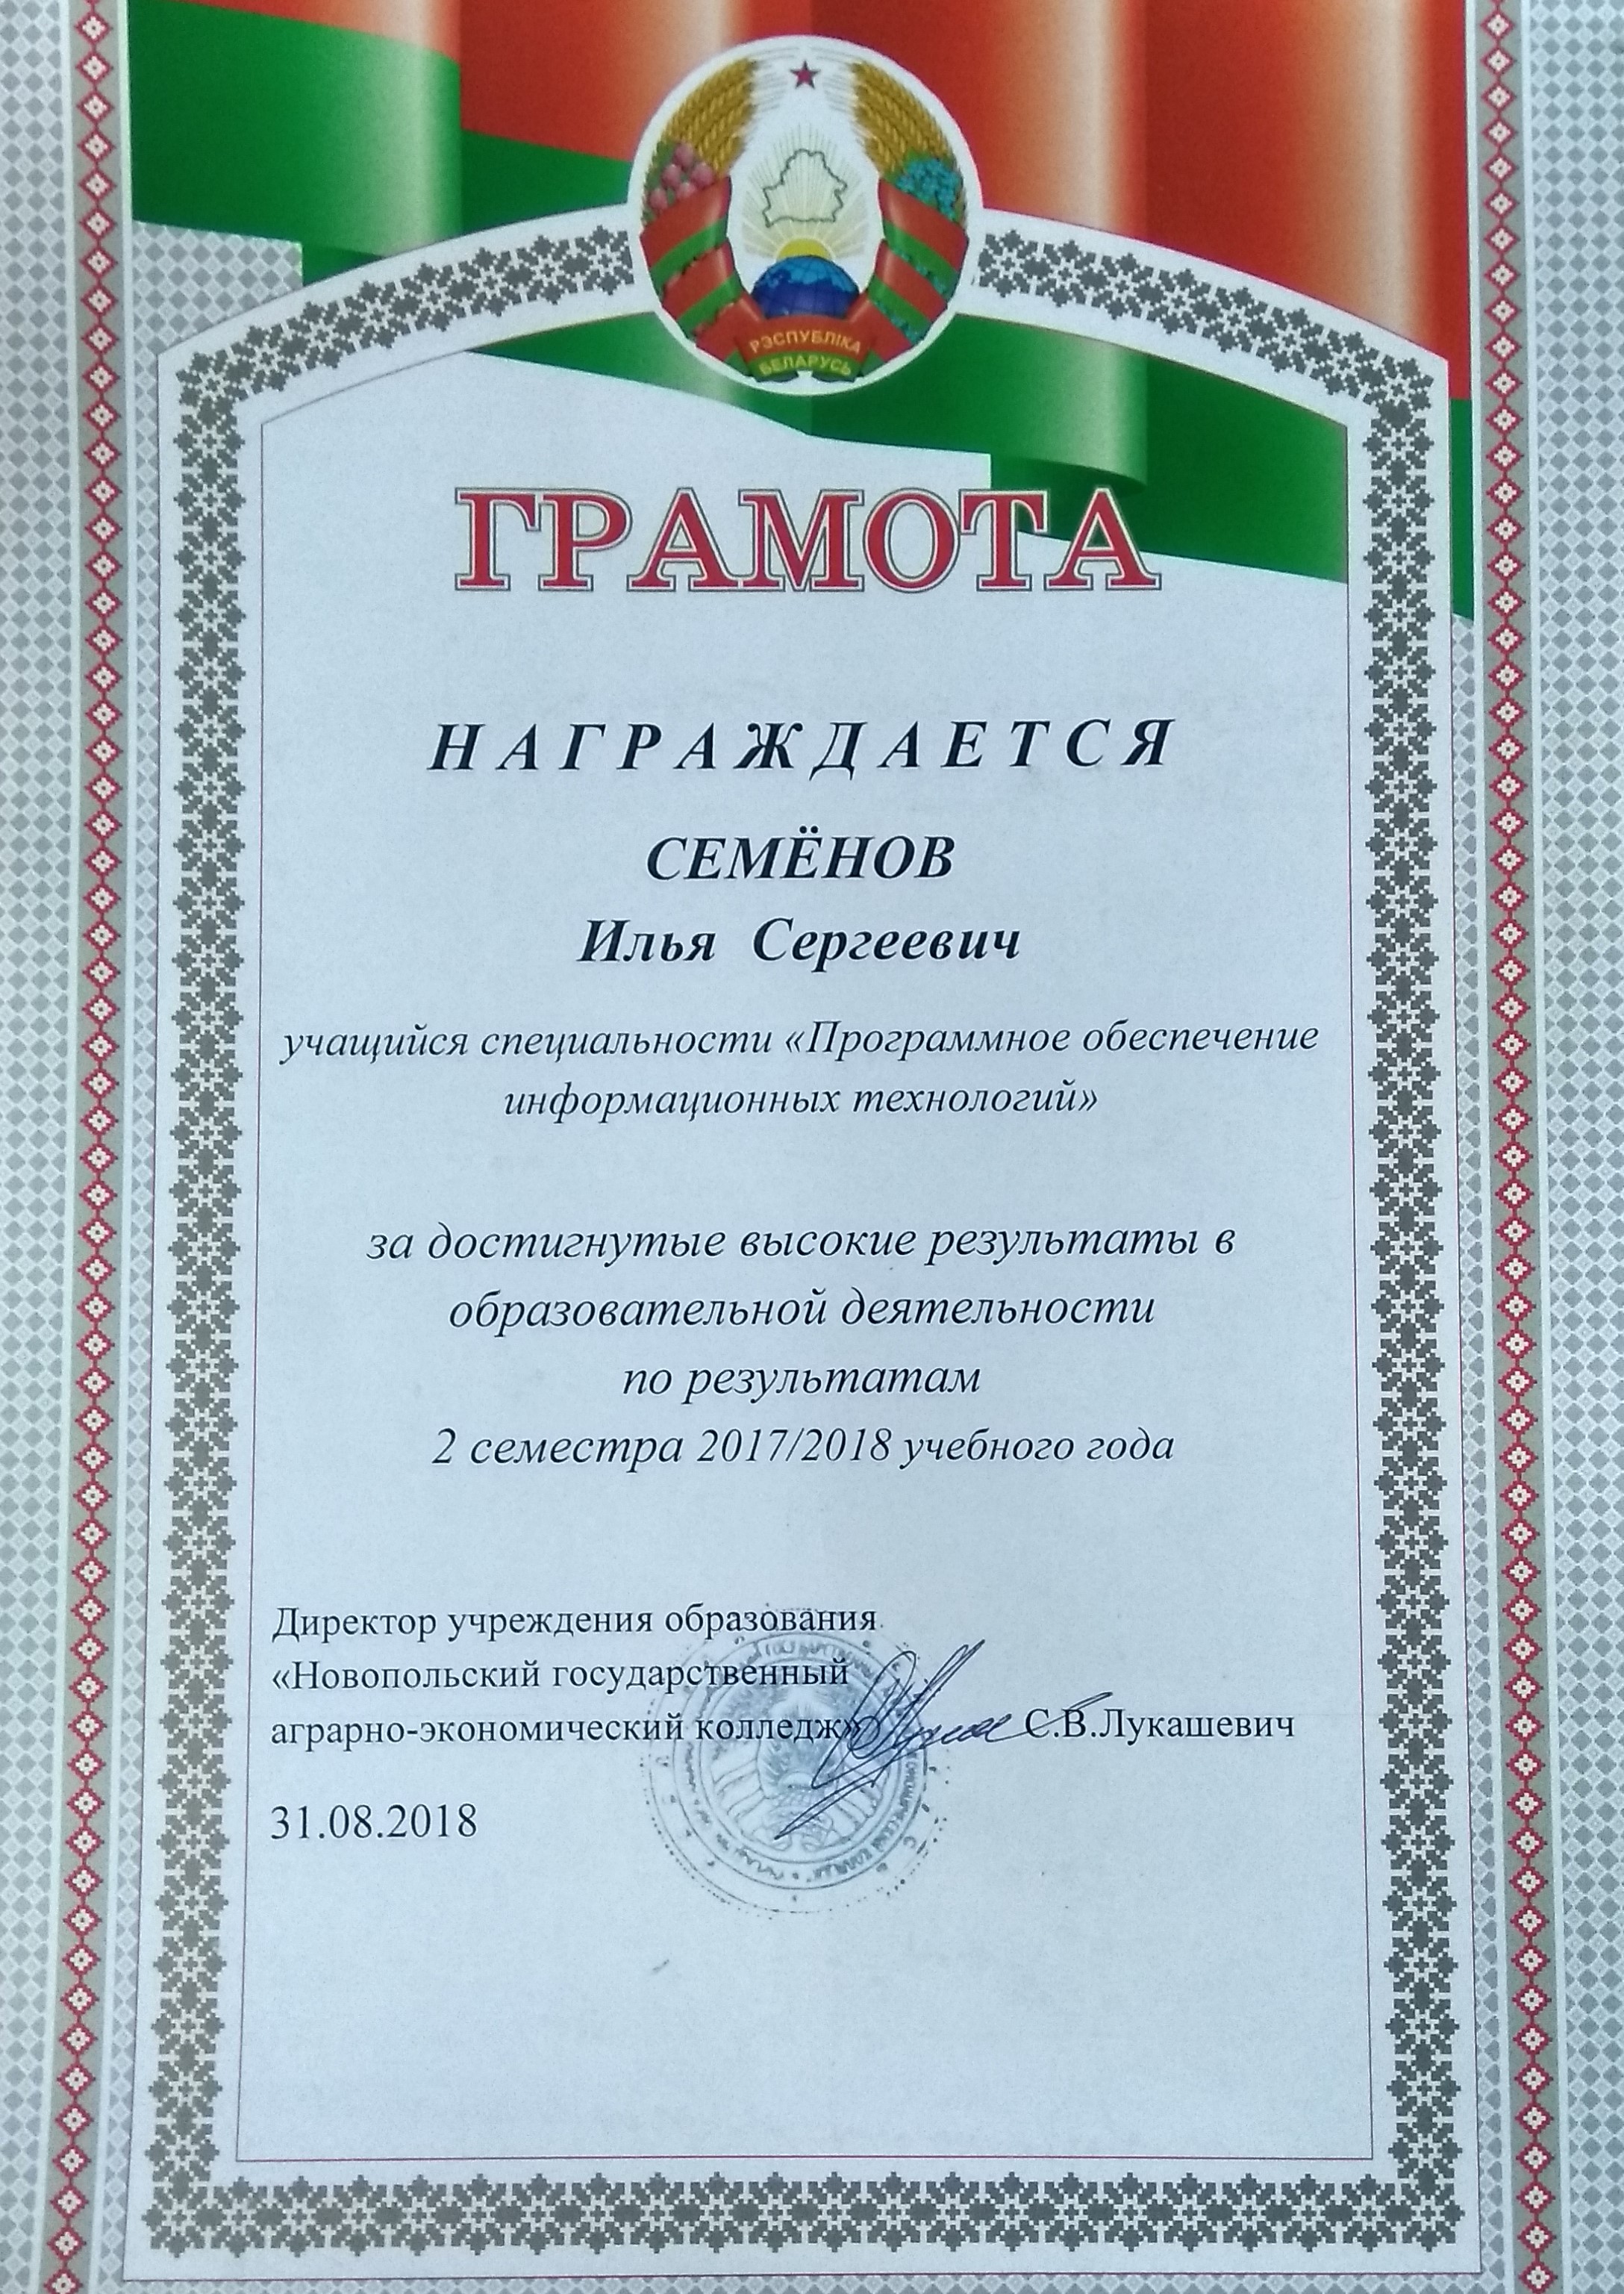 РЭСПУБЛІКА
БЕЛАРУСЬ
ГРАМОТА
НАГРАЖДАЕТСЯ
СЕМЁНОВ
Илья Сергеевич
учащийся специальности «Программное обеспечение
информационных технологий»
за достигнутые высокие результаты в
образовательной деятельности
по результатам
2 семестра 2017/2018 учебного года
Директор учреждения образования
«Новопольский государственный
аграрно-экономический колледж» С.В.Лукашевич
31.08.2018